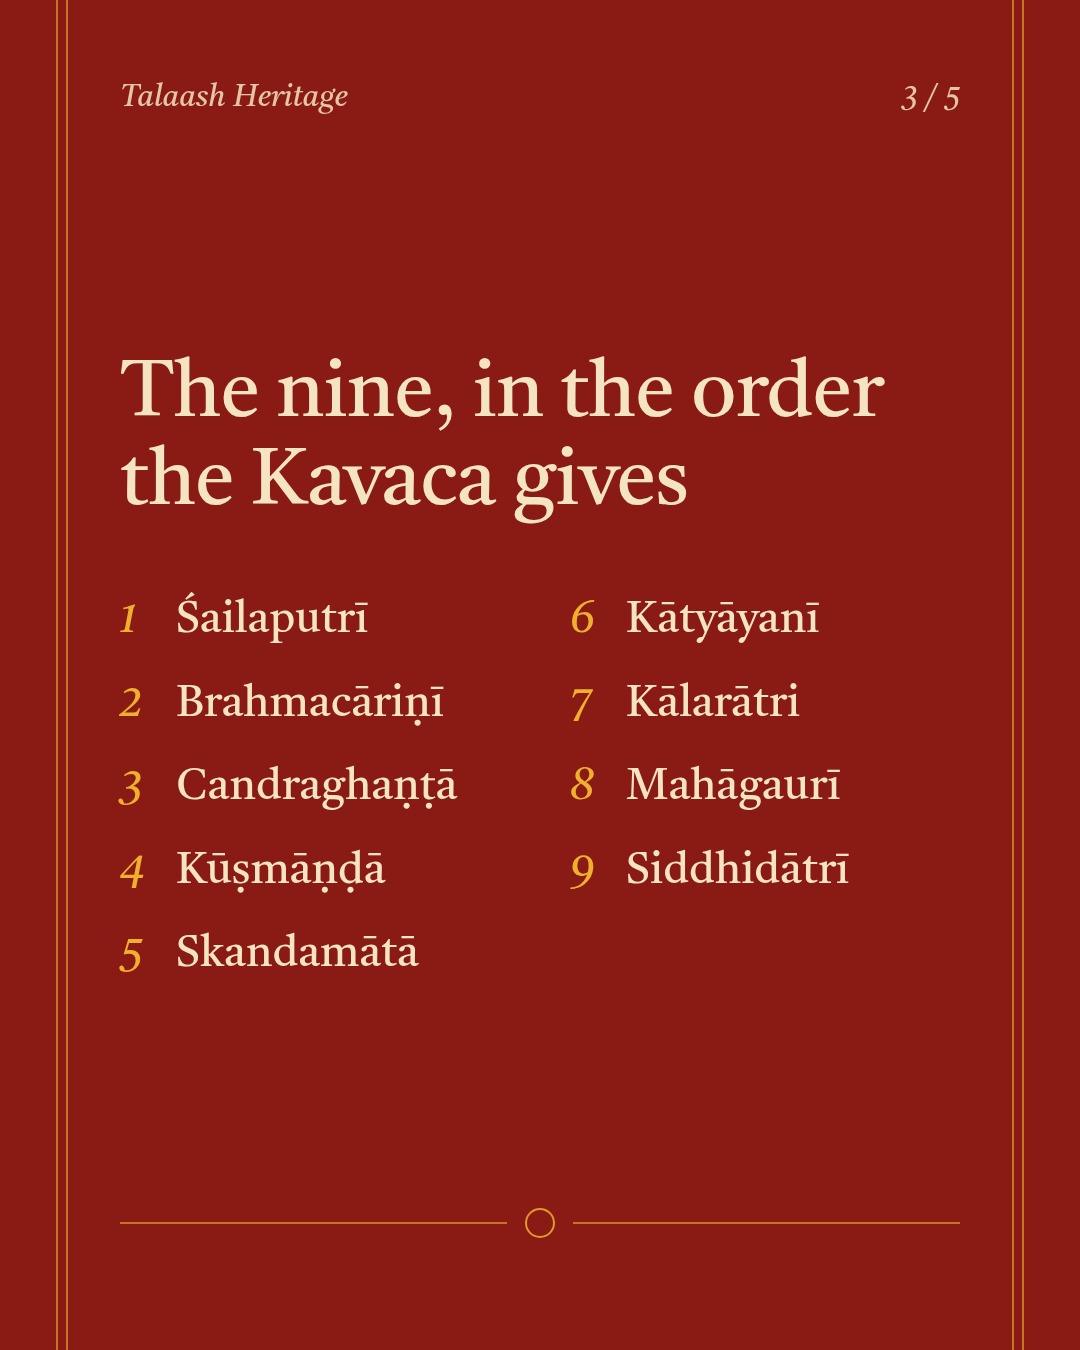 Talaash Heritage
3 / 5
The nine, in the order
the Kavaca gives
1 Śailaputrī
2 Brahmacāriṇī
3 Candraghaṇṭā
4 Kūṣmāṇḍā
5 Skandamātā
6 Kātyāyanī
7 Kālarātri
8 Mahāgaurī
9 Siddhidātrī